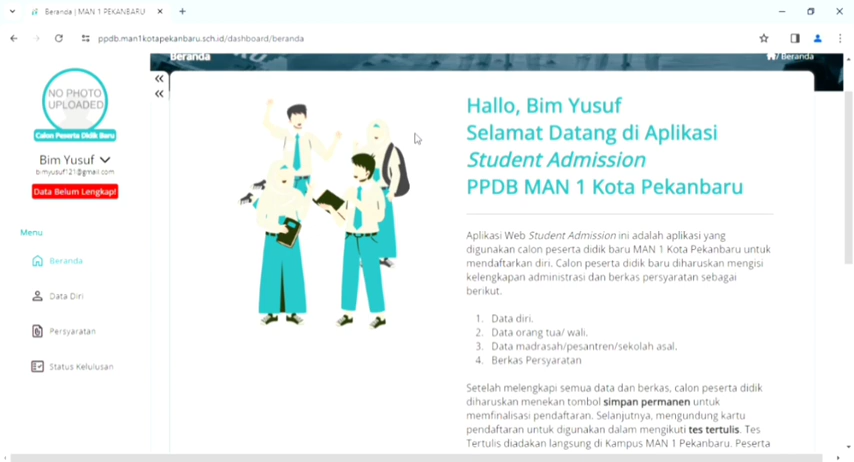 Beranda | MAN 1 PEKANBARU
ppdb.man1kotapekanbaru.sch.id/dashboard/beranda
Beranda
/ Beranda
NO PHOTO
UPLOADED
Calon Peserta Didik Baru
Bim Yusuf
bimyusuf121@gmail.com
Data Belum Lengkap!
Menu
Beranda
Data Diri
Persyaratan
Status Kelulusan
Hallo, Bim Yusuf
Selamat Datang di Aplikasi
Student Admission
PPDB MAN 1 Kota Pekanbaru
Aplikasi Web Student Admission ini adalah aplikasi yang
digunakan calon peserta didik baru MAN 1 Kota Pekanbaru untuk
mendaftarkan diri. Calon peserta didik baru diharuskan mengisi
kelengkapan administrasi dan berkas persyaratan sebagai
berikut.
1. Data diri.
2. Data orang tua/ wali.
3. Data madrasah/pesantren/sekolah asal.
4. Berkas Persyaratan
Setelah melengkapi semua data dan berkas, calon peserta didik
diharuskan menekan tombol simpan permanen untuk
memfinalisasi pendaftaran. Selanjutnya, mengundung kartu
pendaftaran untuk digunakan dalam mengikuti tes tertulis. Tes
Tertulis diadakan langsung di Kampus MAN 1 Pekanbaru. Peserta